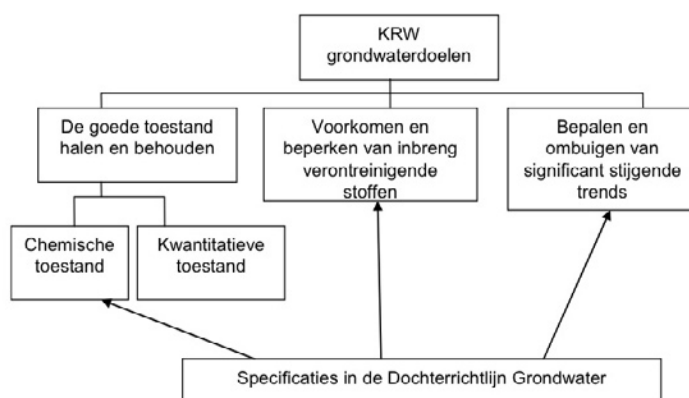 KRW
grondwaterdoelen
De goede toestand
halen en behouden
Voorkomen en
beperken van inbreng
verontreinigende
stoffen
Bepalen en
ombuigen van
significant stijgende
trends
Chemische
toestand
Kwantitatieve
toestand
Specificaties in de Dochterrichtlijn Grondwater